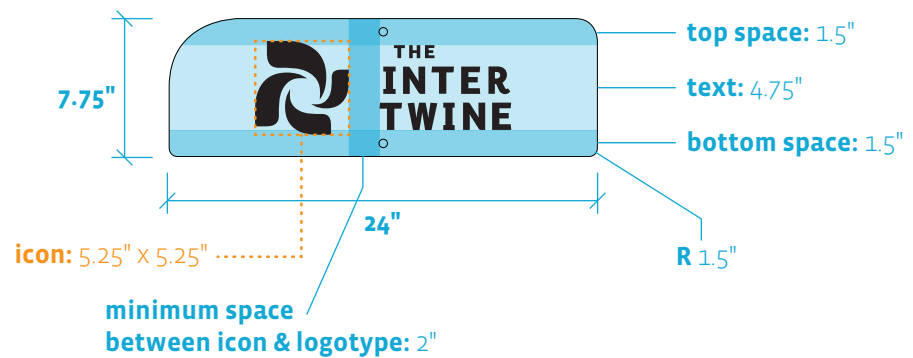 top space: 1.5"
THE
INTER
TWINE
7.75"
text: 4.75"
bottom space: 1.5"
24"
icon: 5.25" x 5.25"
R 1.5"
minimum space
between icon & logotype: 2"